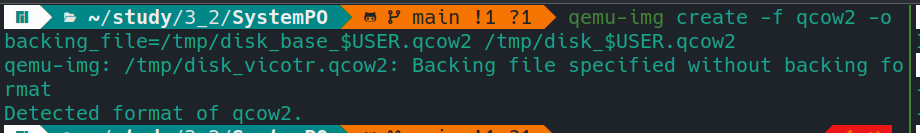 ~/study/3_2/SystemPO main !1 ?1 qemu-img create -f qcow2 -o
backing_file=/tmp/disk_base_$USER.qcow2 /tmp/disk_$USER.qcow2
qemu-img: /tmp/disk_vicotr.qcow2: Backing file specified without backing fo
rmat
Detected format of qcow2.